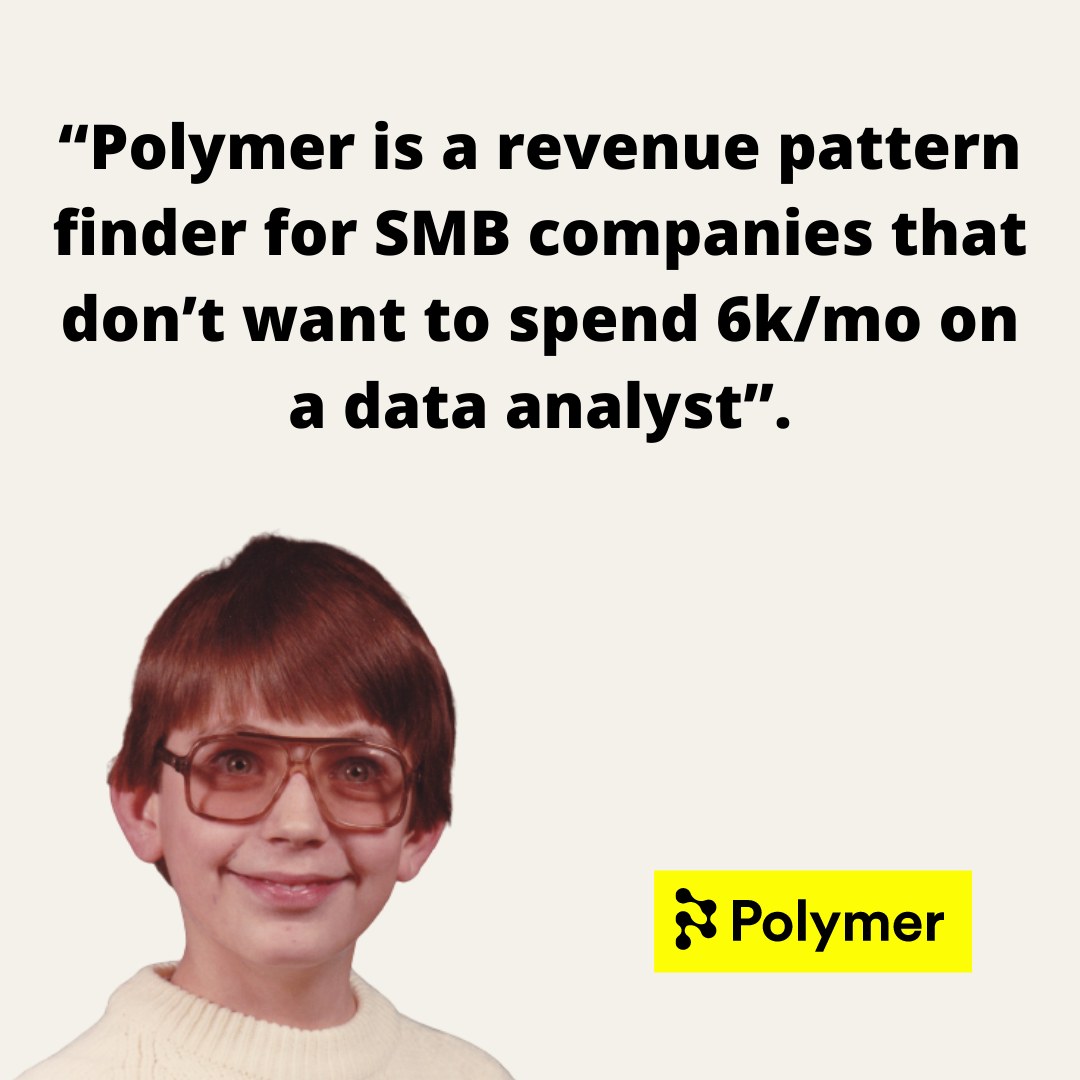 “Polymer is a revenue pattern
finder for SMB companies that
don’t want to spend 6k/mo on
a data analyst”.
Polymer